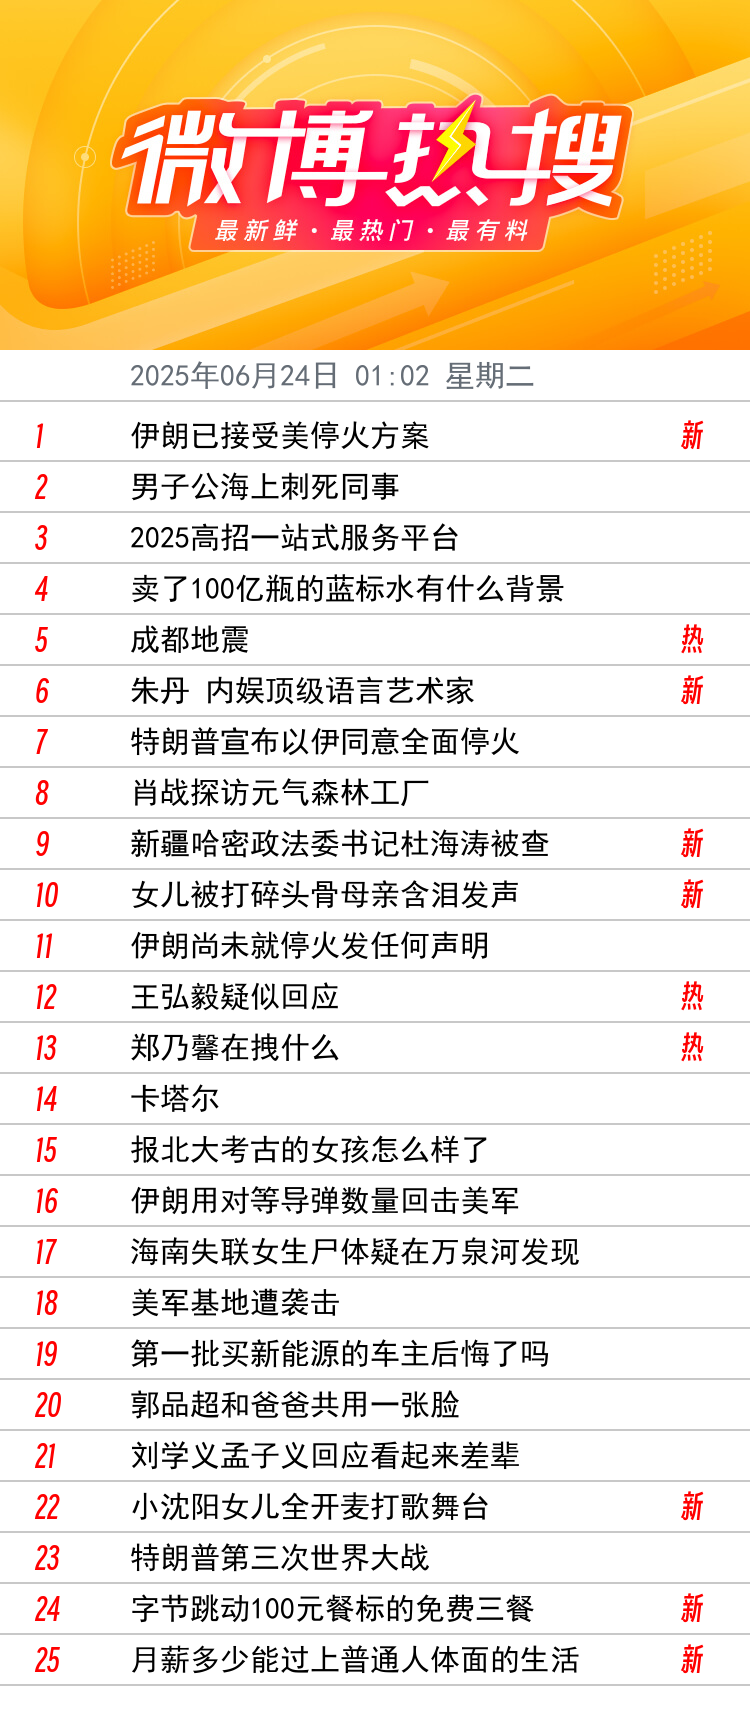 微博热搜
最新鲜·最热门·最有料
2025年06月24日 01:02 星期二
1 伊朗已接受美停火方案 新
2 男子公海上刺死同事
3 2025高招一站式服务平台
4 卖了100亿瓶的蓝标水有什么背景
5 成都地震 热
6 朱丹 内娱顶级语言艺术家 新
7 特朗普宣布以伊同意全面停火
8 肖战探访元气森林工厂
9 新疆哈密政法委书记杜海涛被查 新
10 女儿被打碎头骨母亲含泪发声 新
11 伊朗尚未就停火发任何声明
12 王弘毅疑似回应 热
13 郑乃馨在拽什么 热
14 卡塔尔
15 报北大考古的女孩怎么样了
16 伊朗用对等导弹数量回击美军
17 海南失联女生尸体疑在万泉河发现
18 美军基地遭袭击
19 第一批买新能源的车主后悔了吗
20 郭品超和爸爸共用一张脸
21 刘学义孟子义回应看起来差辈
22 小沈阳女儿全开麦打歌舞台 新
23 特朗普第三次世界大战
24 字节跳动100元餐标的免费三餐 新
25 月薪多少能过上普通人体面的生活 新